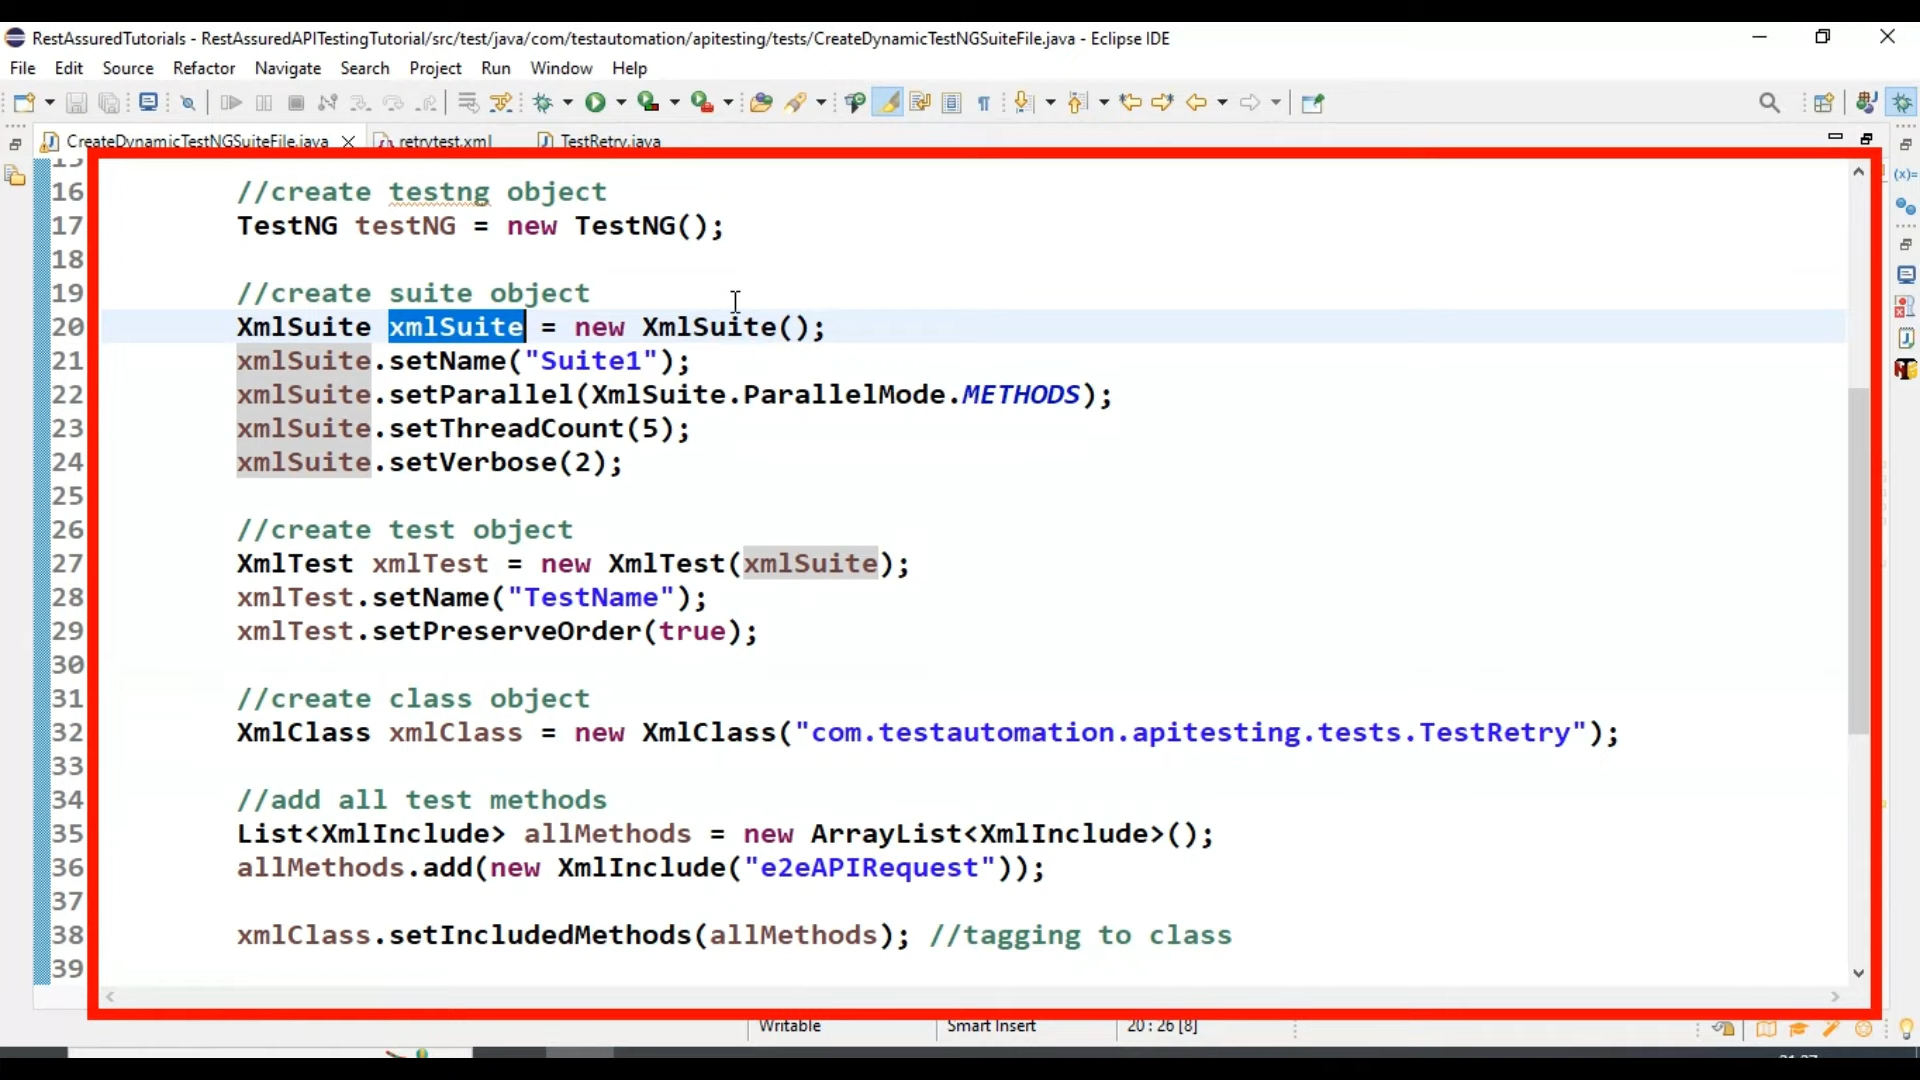 RestAssuredTutorials - RestAssuredAPITestingTutorial/src/test/java/com/testautomation/apitesting/tests/CreateDynamicTestNGSuiteFile.java - Eclipse IDE
File Edit Source Refactor Navigate Search Project Run Window Help
CreateDynamicTestNGSuiteFile.java retrytest.xml TestRetry.java
15
16 //create testng object
17 TestNG testNG = new TestNG();
18
19 //create suite object
20 XmlSuite xmlSuite = new XmlSuite();
21 xmlSuite.setName("Suite1");
22 xmlSuite.setParallel(XmlSuite.ParallelMode.METHODS);
23 xmlSuite.setThreadCount(5);
24 xmlSuite.setVerbose(2);
25
26 //create test object
27 XmlTest xmlTest = new XmlTest(xmlSuite);
28 xmlTest.setName("TestName");
29 xmlTest.setPreserveOrder(true);
30
31 //create class object
32 XmlClass xmlClass = new XmlClass("com.testautomation.apitesting.tests.TestRetry");
33
34 //add all test methods
35 List<XmlInclude> allMethods = new ArrayList<XmlInclude>();
36 allMethods.add(new XmlInclude("e2eAPIRequest"));
37
38 xmlClass.setIncludedMethods(allMethods); //tagging to class
39
Writable Smart Insert 20 : 26 [8]